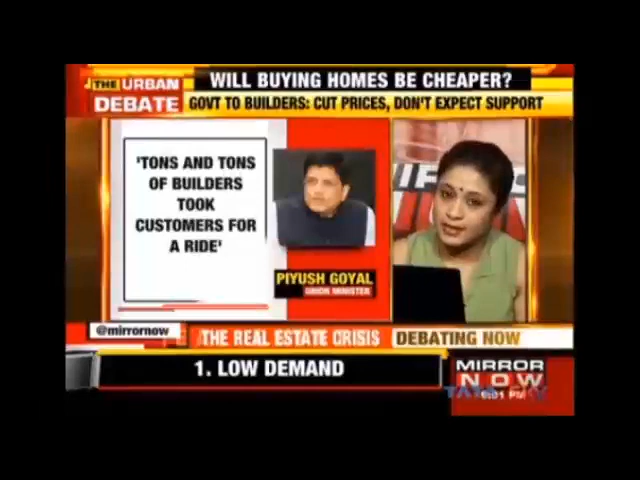 THE URBAN
DEBATE
WILL BUYING HOMES BE CHEAPER?
GOVT TO BUILDERS: CUT PRICES, DON'T EXPECT SUPPORT
'TONS AND TONS
OF BUILDERS
TOOK
CUSTOMERS FOR
A RIDE'
PIYUSH GOYAL
UNION MINISTER
@mirrornow
THE REAL ESTATE CRISIS
DEBATING NOW
1. LOW DEMAND
MIRROR
NOW
TATA SKY